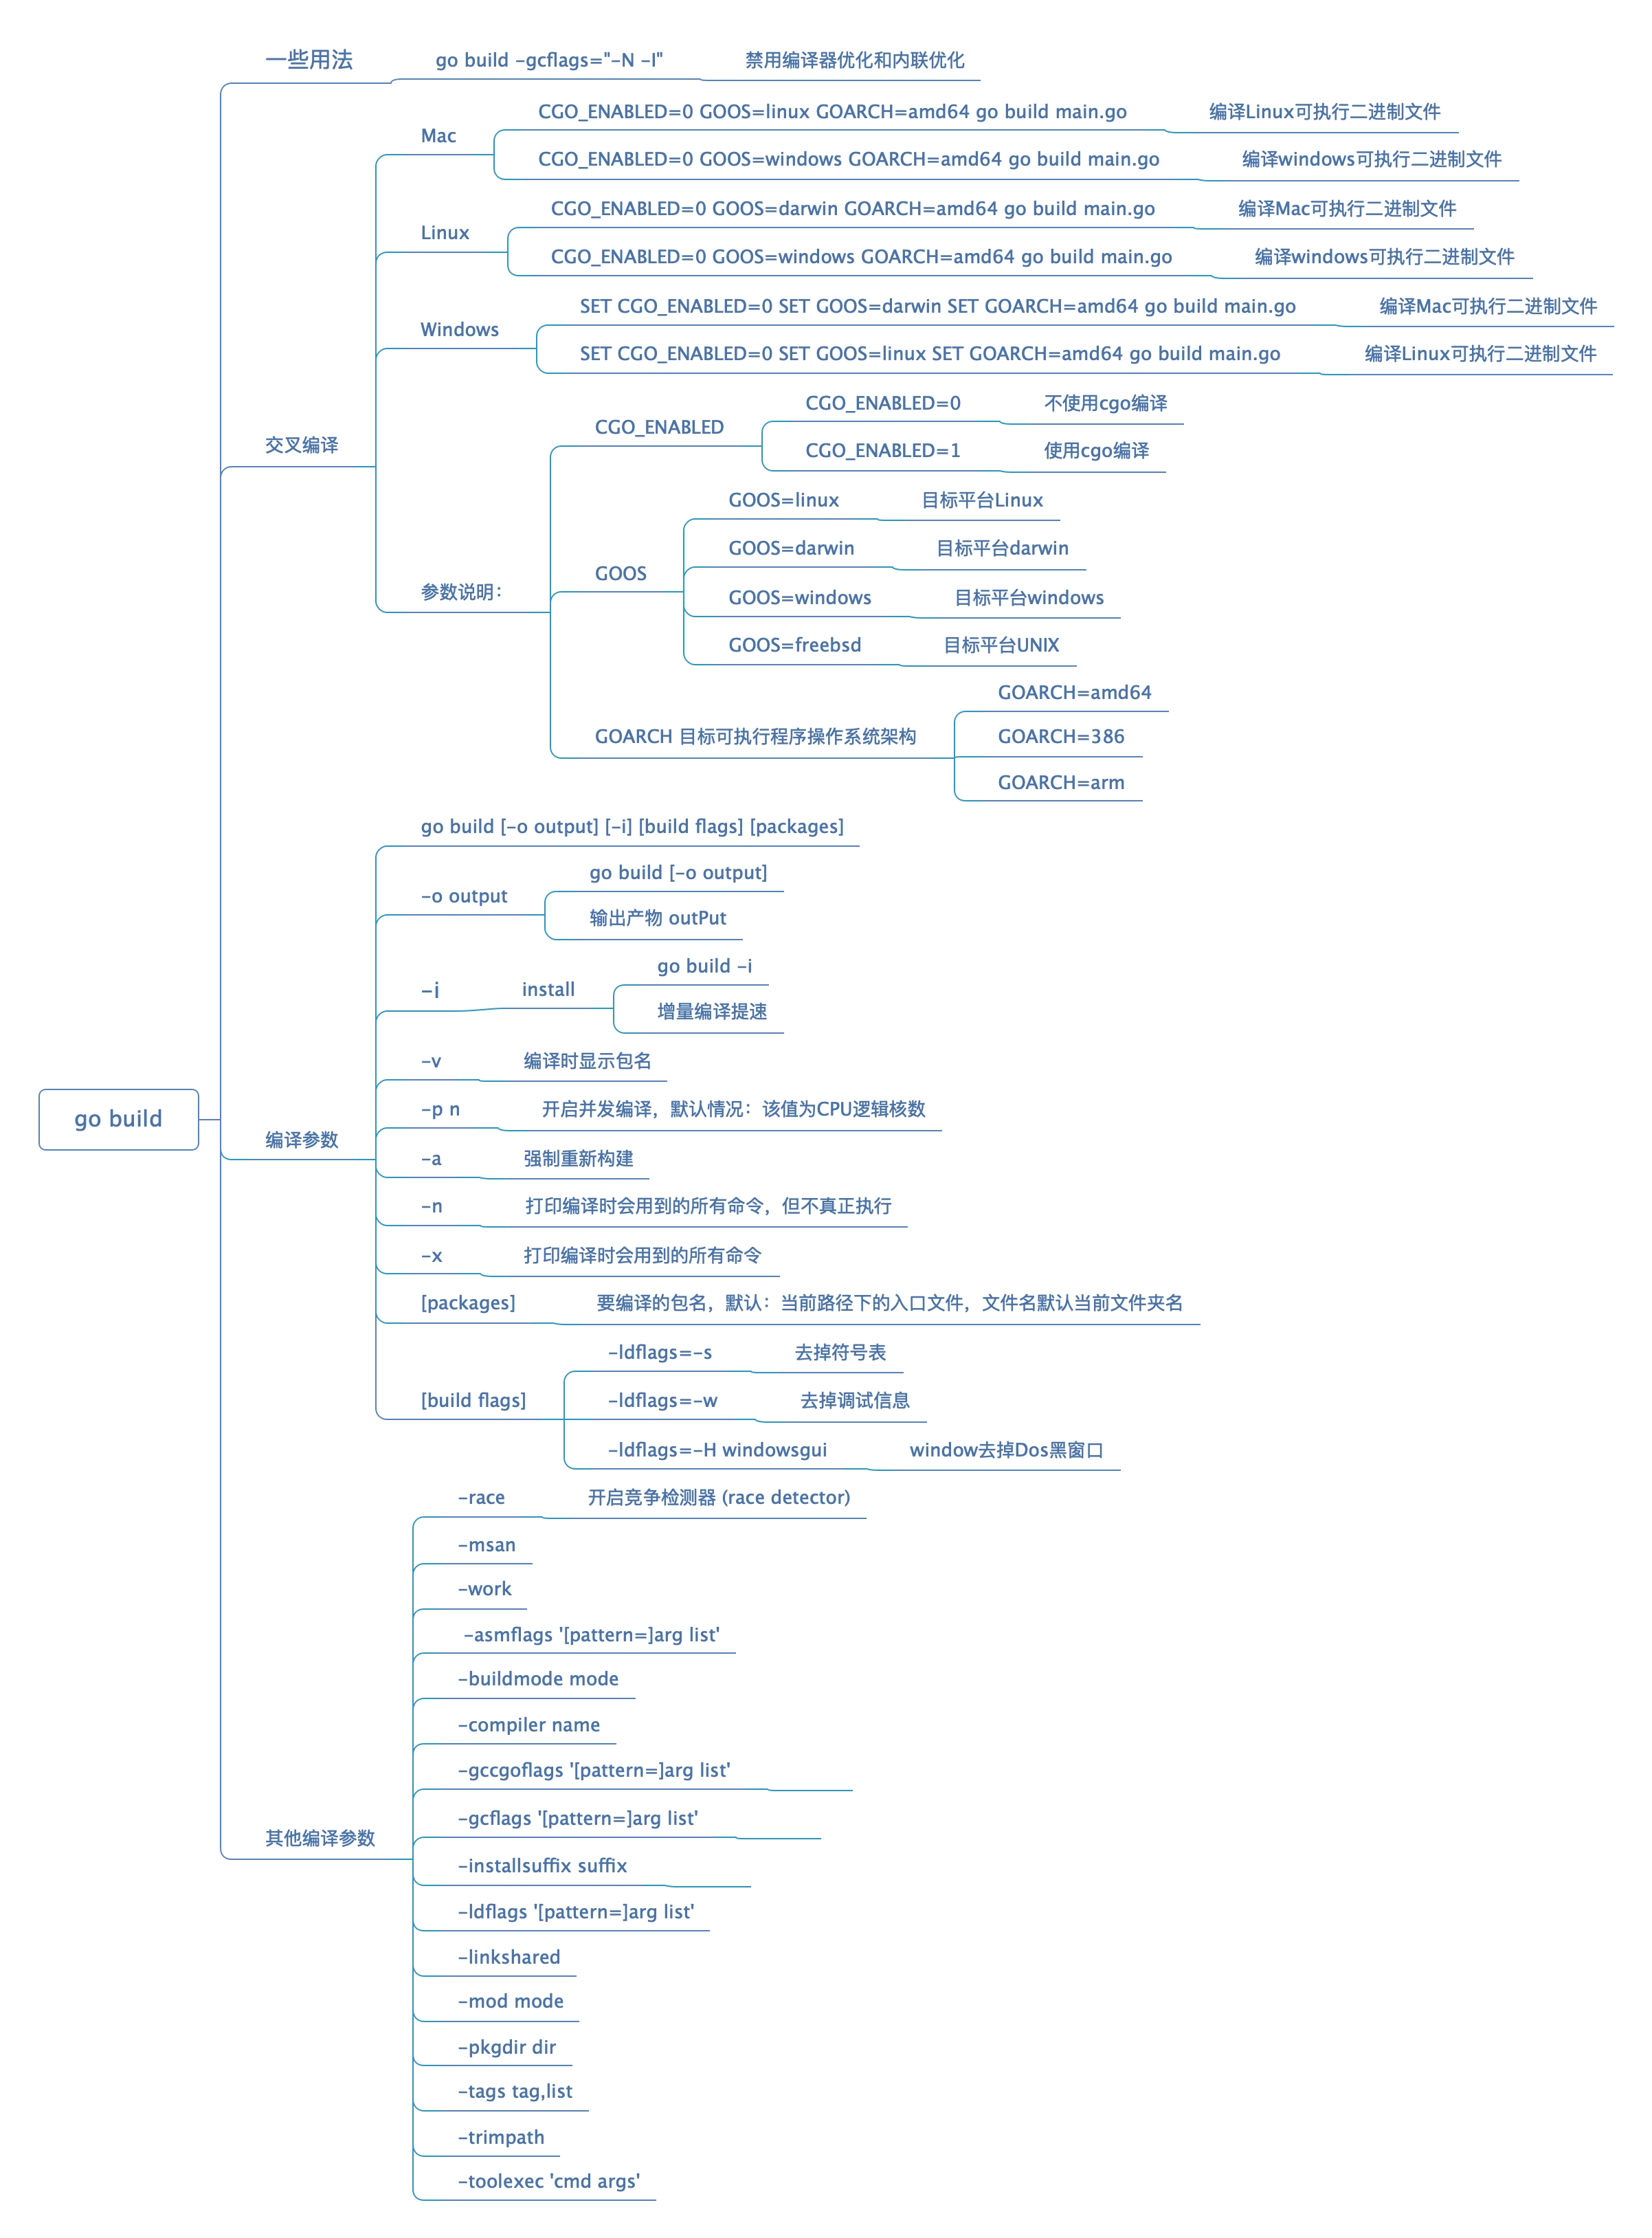 一些用法
go build -gcflags="-N -I"
禁用编译器优化和内联优化
Mac
CGO_ENABLED=0 GOOS=linux GOARCH=amd64 go build main.go
编译Linux可执行二进制文件
CGO_ENABLED=0 GOOS=windows GOARCH=amd64 go build main.go
编译windows可执行二进制文件
Linux
CGO_ENABLED=0 GOOS=darwin GOARCH=amd64 go build main.go
编译Mac可执行二进制文件
CGO_ENABLED=0 GOOS=windows GOARCH=amd64 go build main.go
编译windows可执行二进制文件
Windows
SET CGO_ENABLED=0 SET GOOS=darwin SET GOARCH=amd64 go build main.go
编译Mac可执行二进制文件
SET CGO_ENABLED=0 SET GOOS=linux SET GOARCH=amd64 go build main.go
编译Linux可执行二进制文件
交叉编译
参数说明：
CGO_ENABLED
CGO_ENABLED=0
不使用cgo编译
CGO_ENABLED=1
使用cgo编译
GOOS
GOOS=linux
目标平台Linux
GOOS=darwin
目标平台darwin
GOOS=windows
目标平台windows
GOOS=freebsd
目标平台UNIX
GOARCH 目标可执行程序操作系统架构
GOARCH=amd64
GOARCH=386
GOARCH=arm
go build
编译参数
go build [-o output] [-i] [build flags] [packages]
-o output
go build [-o output]
输出产物 outPut
-i
install
go build -i
增量编译提速
-v
编译时显示包名
-p n
开启并发编译，默认情况：该值为CPU逻辑核数
-a
强制重新构建
-n
打印编译时会用到的所有命令，但不真正执行
-x
打印编译时会用到的所有命令
[packages]
要编译的包名，默认：当前路径下的入口文件，文件名默认当前文件夹名
[build flags]
-ldflags=-s
去掉符号表
-ldflags=-w
去掉调试信息
-ldflags=-H windowsgui
window去掉Dos黑窗口
其他编译参数
-race
开启竞争检测器 (race detector)
-msan
-work
-asmflags '[pattern=]arg list'
-buildmode mode
-compiler name
-gccgoflags '[pattern=]arg list'
-gcflags '[pattern=]arg list'
-installsuffix suffix
-ldflags '[pattern=]arg list'
-linkshared
-mod mode
-pkgdir dir
-tags tag,list
-trimpath
-toolexec 'cmd args'